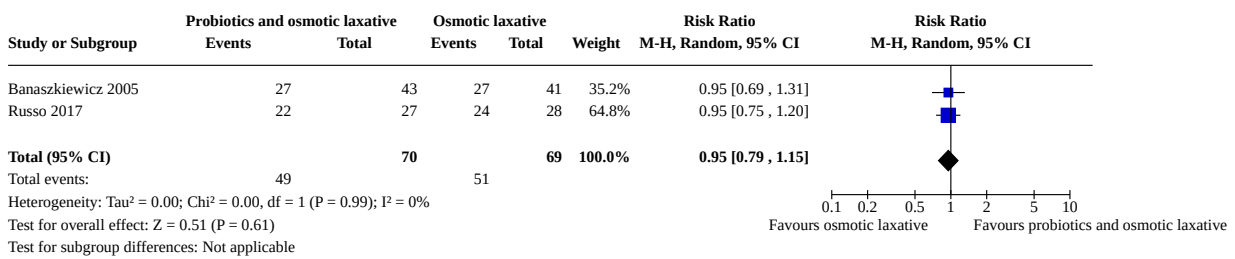 Probiotics and osmotic laxative Osmotic laxative Risk Ratio Risk Ratio
Study or Subgroup Events Total Events Total Weight M-H, Random, 95% CI M-H, Random, 95% CI
Banaszkiewicz 2005 27 43 27 41 35.2% 0.95 [0.69 , 1.31]
Russo 2017 22 27 24 28 64.8% 0.95 [0.75 , 1.20]
Total (95% CI) 70 69 100.0% 0.95 [0.79 , 1.15]
Total events: 49 51
Heterogeneity: Tau² = 0.00; Chi² = 0.00, df = 1 (P = 0.99); I² = 0%
0.1 0.2 0.5 1 2 5 10
Test for overall effect: Z = 0.51 (P = 0.61) Favours osmotic laxative Favours probiotics and osmotic laxative
Test for subgroup differences: Not applicable